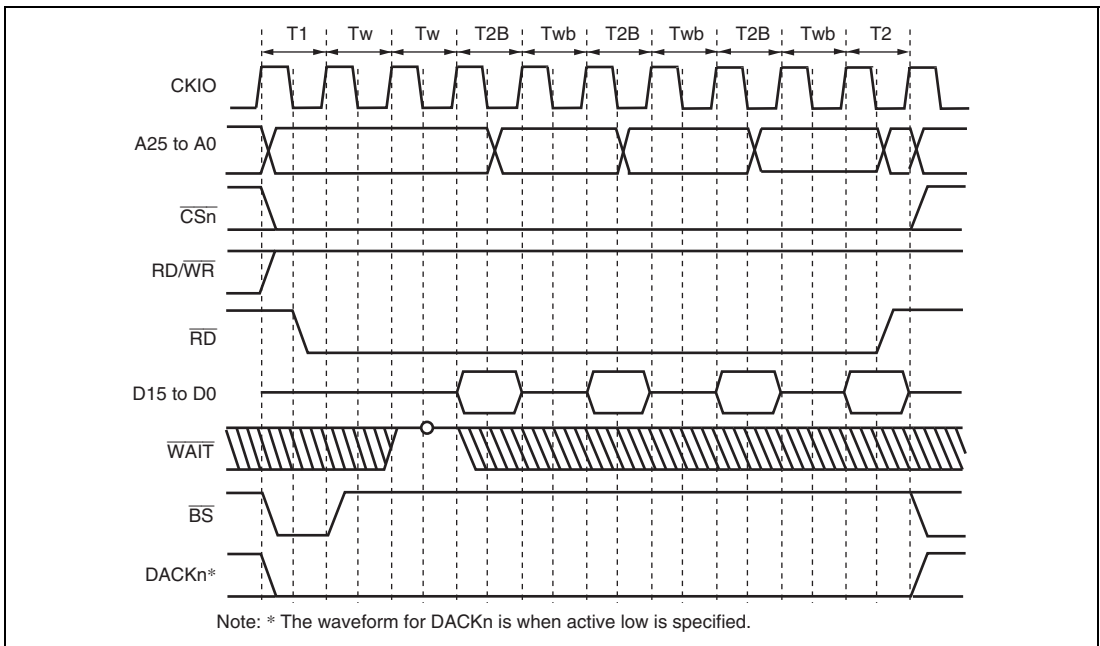 T1 Tw Tw T2B Twb T2B Twb T2B Twb T2
CKIO
A25 to A0
CSn
RD/WR
RD
D15 to D0
WAIT
BS
DACKn*
Note: * The waveform for DACKn is when active low is specified.